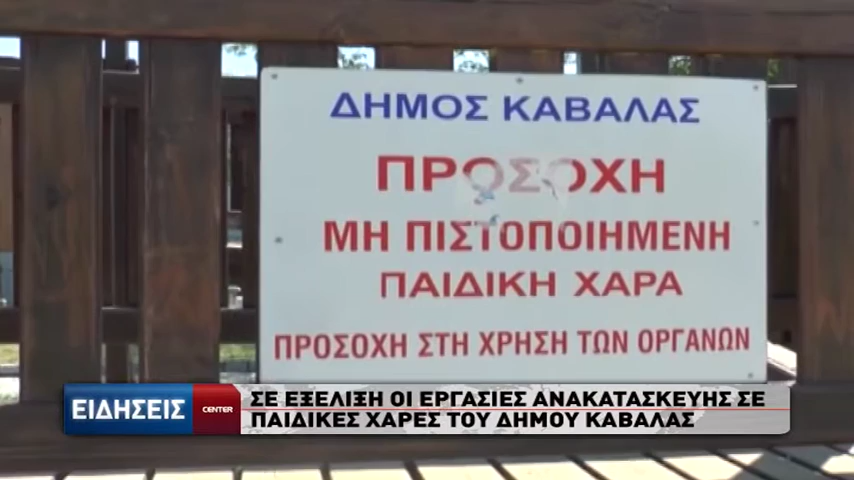 ΔΗΜΟΣ ΚΑΒΑΛΑΣ
ΠΡΟΣΟΧΗ
ΜΗ ΠΙΣΤΟΠΟΙΗΜΕΝΗ
ΠΑΙΔΙΚΗ ΧΑΡΑ
ΠΡΟΣΟΧΗ ΣΤΗ ΧΡΗΣΗ ΤΩΝ ΟΡΓΑΝΩΝ
ΕΙΔΗΣΕΙΣ CENTER
ΣΕ ΕΞΕΛΙΞΗ ΟΙ ΕΡΓΑΣΙΕΣ ΑΝΑΚΑΤΑΣΚΕΥΗΣ ΣΕ
ΠΑΙΔΙΚΕΣ ΧΑΡΕΣ ΤΟΥ ΔΗΜΟΥ ΚΑΒΑΛΑΣ